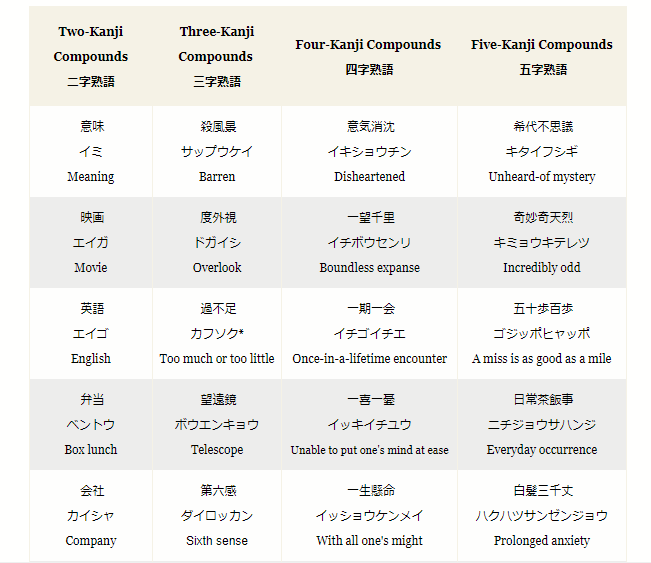 Two-Kanji
Compounds
二字熟語
Three-Kanji
Compounds
三字熟語
Four-Kanji Compounds
四字熟語
Five-Kanji Compounds
五字熟語
意味
イミ
Meaning
殺風景
サップウケイ
Barren
意気消沈
イキショウチン
Disheartened
希代不思議
キタイフシギ
Unheard-of mystery
映画
エイガ
Movie
度外視
ドガイシ
Overlook
一望千里
イチボウセンリ
Boundless expanse
奇妙奇天烈
キミョウキテレツ
Incredibly odd
英語
エイゴ
English
過不足
カフソク*
Too much or too little
一期一会
イチゴイチエ
Once-in-a-lifetime encounter
五十歩百歩
ゴジッポヒャッポ
A miss is as good as a mile
弁当
ベントウ
Box lunch
望遠鏡
ボウエンキョウ
Telescope
一喜一憂
イッキイチユウ
Unable to put one's mind at ease
日常茶飯事
ニチジョウサハンジ
Everyday occurrence
会社
カイシャ
Company
第六感
ダイロッカン
Sixth sense
一生懸命
イッショウケンメイ
With all one's might
白髪三千丈
ハクハツサンゼンジョウ
Prolonged anxiety